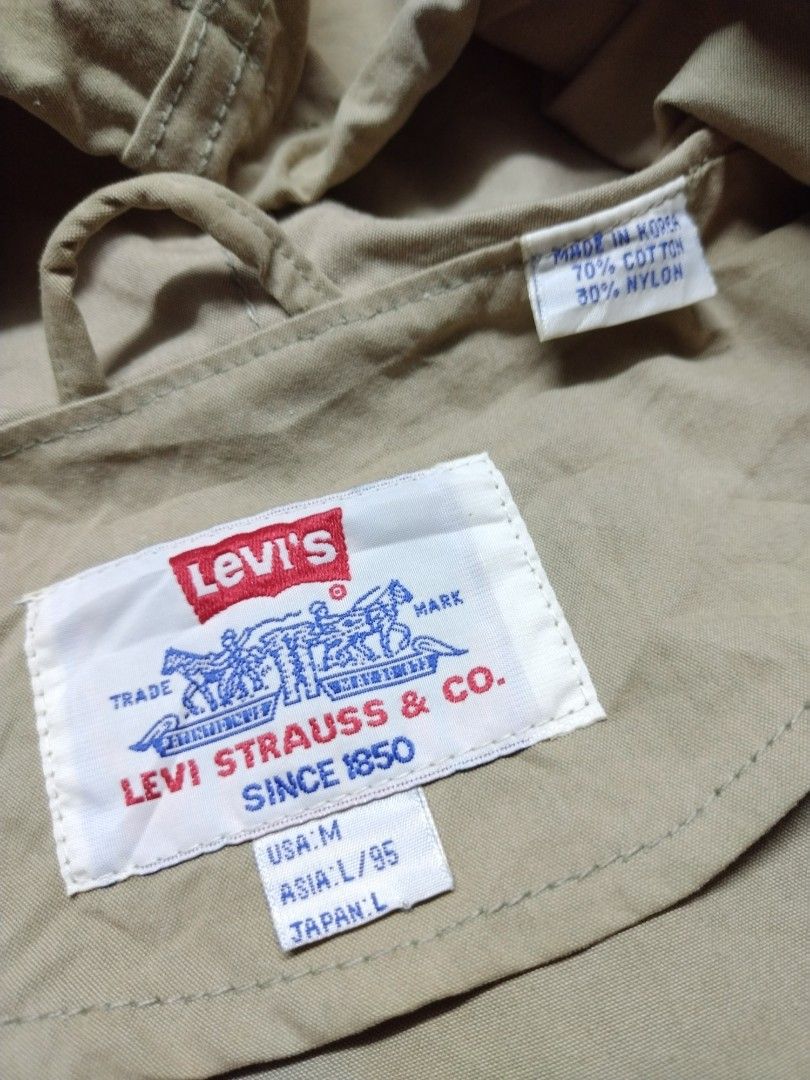 MADE IN KOREA
70% COTTON
30% NYLON
LEVI'S
TRADE MARK
LEVI STRAUSS & CO.
SINCE 1850
USA:M
ASIA:L/95
JAPAN:L